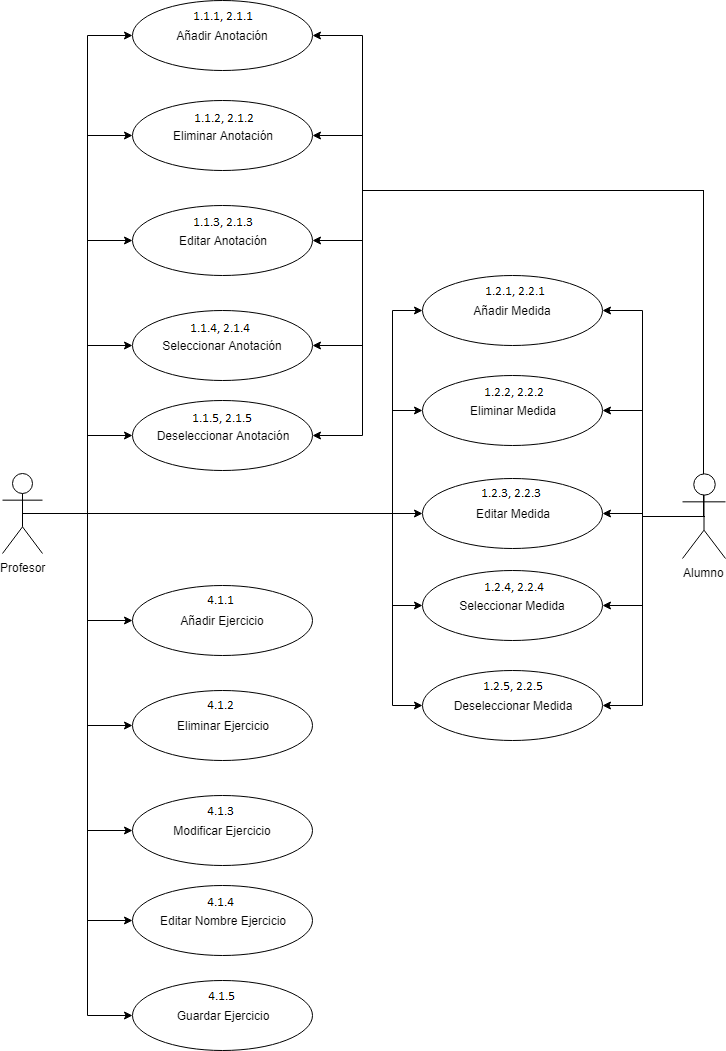 1.1.1, 2.1.1
Añadir Anotación
1.1.2, 2.1.2
Eliminar Anotación
1.1.3, 2.1.3
Editar Anotación
1.1.4, 2.1.4
Seleccionar Anotación
1.1.5, 2.1.5
Deseleccionar Anotación
1.2.1, 2.2.1
Añadir Medida
1.2.2, 2.2.2
Eliminar Medida
1.2.3, 2.2.3
Editar Medida
1.2.4, 2.2.4
Seleccionar Medida
1.2.5, 2.2.5
Deseleccionar Medida
Profesor
Alumno
4.1.1
Añadir Ejercicio
4.1.2
Eliminar Ejercicio
4.1.3
Modificar Ejercicio
4.1.4
Editar Nombre Ejercicio
4.1.5
Guardar Ejercicio